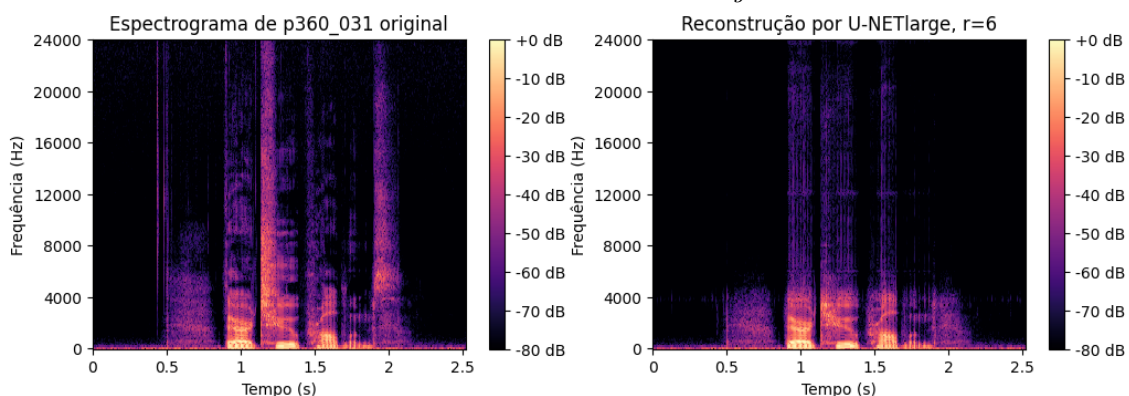 Espectrograma de p360_031 original
Frequência (Hz)
24000
20000
16000
12000
8000
4000
0
0
0.5
1
1.5
2
2.5
Tempo (s)
+0 dB
-10 dB
-20 dB
-30 dB
-40 dB
-50 dB
-60 dB
-70 dB
-80 dB
Reconstrução por U-NETlarge, r=6
Frequência (Hz)
24000
20000
16000
12000
8000
4000
0
0
0.5
1
1.5
2
2.5
Tempo (s)
+0 dB
-10 dB
-20 dB
-30 dB
-40 dB
-50 dB
-60 dB
-70 dB
-80 dB